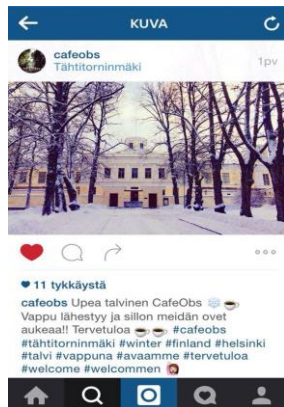 KUVA
cafeobs
Tähtitorninmäki
1pv
11 tykkäystä
cafeobs Upea talvinen CafeObs
Vappu lähestyy ja sillon meidän ovet
aukeaa!! Tervetuloa #cafeobs
#tähtitorninmäki #winter #finland #helsinki
#talvi #vappuna #avaamme #tervetuloa
#welcome #welcommen